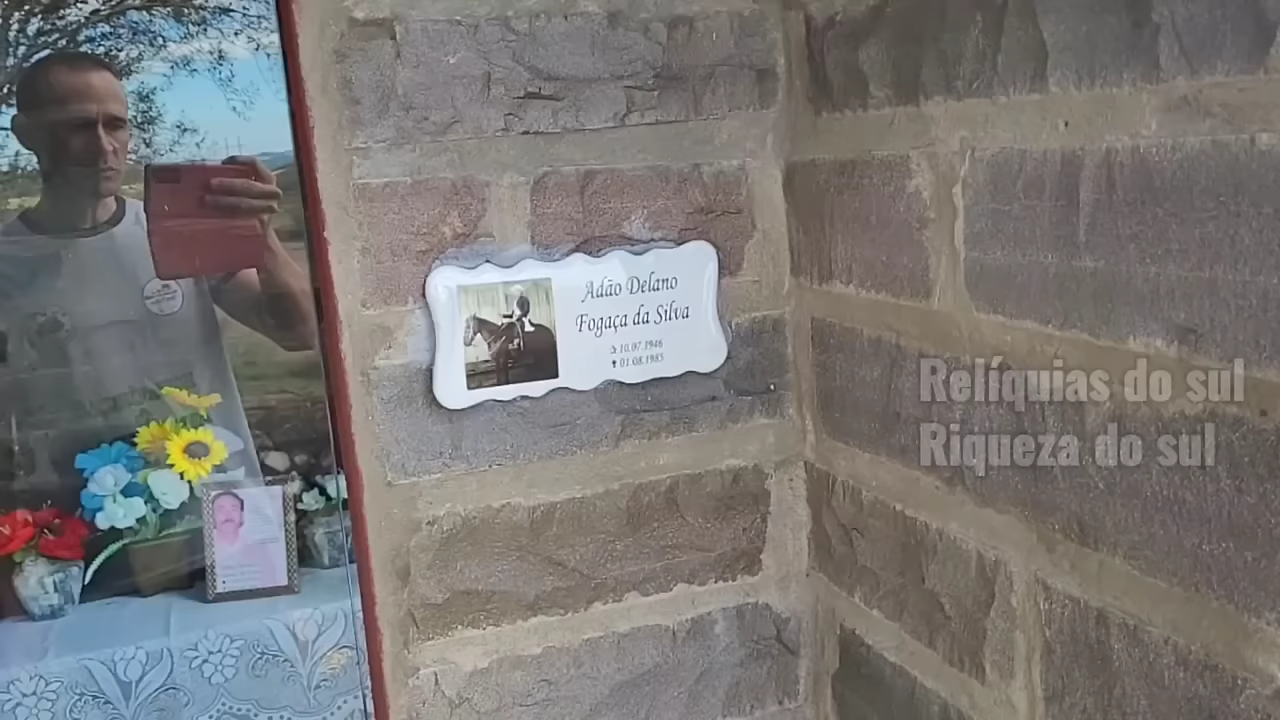 Adão Delano
Fogaça da Silva
✰ 10.07.1946
✝ 01.08.1985
Relíquias do sul
Riqueza do sul